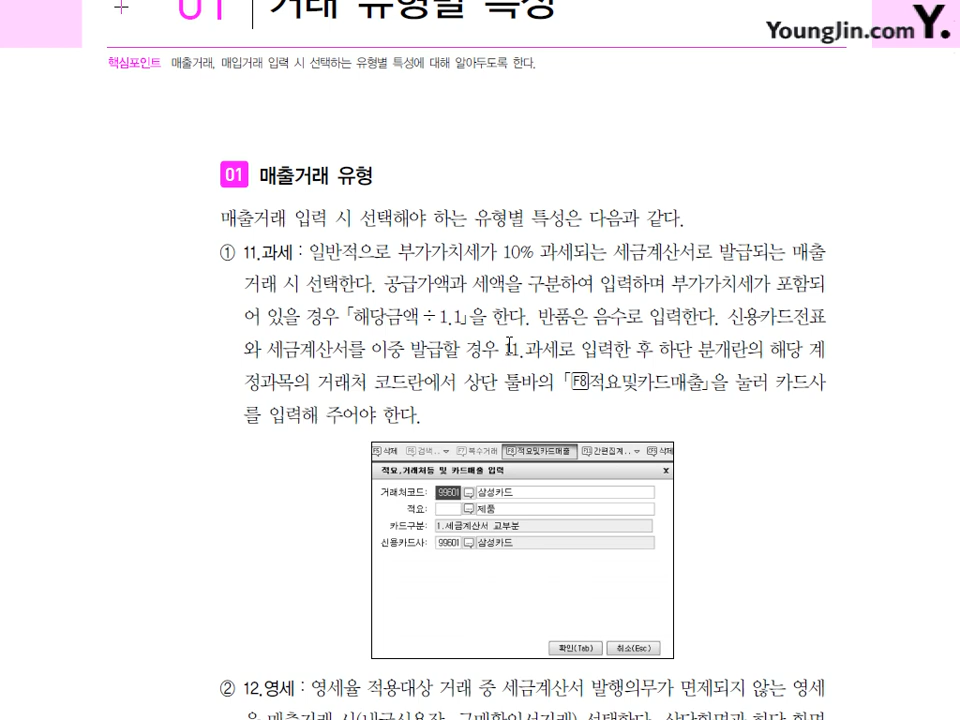 01 거래 유형별 특성
YoungJin.com Y.
핵심포인트 매출거래, 매입거래 입력 시 선택하는 유형별 특성에 대해 알아두도록 한다.
01 매출거래 유형
매출거래 입력 시 선택해야 하는 유형별 특성은 다음과 같다.
① 11.과세 : 일반적으로 부가가치세가 10% 과세되는 세금계산서로 발급되는 매출
거래 시 선택한다. 공급가액과 세액을 구분하여 입력하며 부가가치세가 포함되
어 있을 경우 「해당금액 ÷ 1.1」을 한다. 반품은 음수로 입력한다. 신용카드전표
와 세금계산서를 이중 발급할 경우 11.과세로 입력한 후 하단 분개란의 해당 계
정과목의 거래처 코드란에서 상단 툴바의 「F8적요및카드매출」을 눌러 카드사
를 입력해 주어야 한다.
F5삭제 F6검색.. F7복수거래 F8적요및카드매출 F11간편집계..
적요,거래처등 및 카드매출 입력 x
거래처코드: 99601 삼성카드
적요: 제품
카드구분: 1.세금계산서 교부분
신용카드사: 99601 삼성카드
확인(Tab) 취소(Esc)
② 12.영세 : 영세율 적용대상 거래 중 세금계산서 발행의무가 면제되지 않는 영세